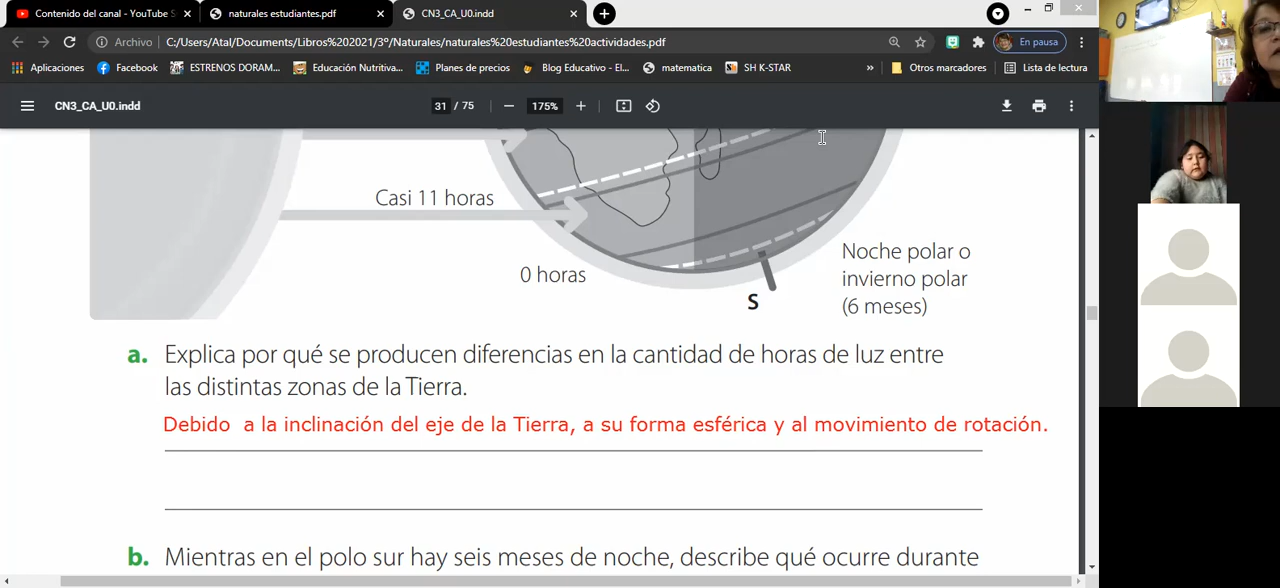 Contenido del canal - YouTube S
naturales estudiantes.pdf
CN3_CA_U0.indd
Archivo
C:/Users/Atal/Documents/Libros%202021/3º/Naturales/naturales%20estudiantes%20actividades.pdf
En pausa
Aplicaciones
Facebook
ESTRENOS DORAM...
Educación Nutritiva...
Planes de precios
Blog Educativo - El...
matematica
SH K-STAR
»
Otros marcadores
Lista de lectura
CN3_CA_U0.indd
31 / 75
175%
Casi 11 horas
0 horas
S
Noche polar o
invierno polar
(6 meses)
a. Explica por qué se producen diferencias en la cantidad de horas de luz entre
las distintas zonas de la Tierra.
Debido a la inclinación del eje de la Tierra, a su forma esférica y al movimiento de rotación.
b. Mientras en el polo sur hay seis meses de noche, describe qué ocurre durante